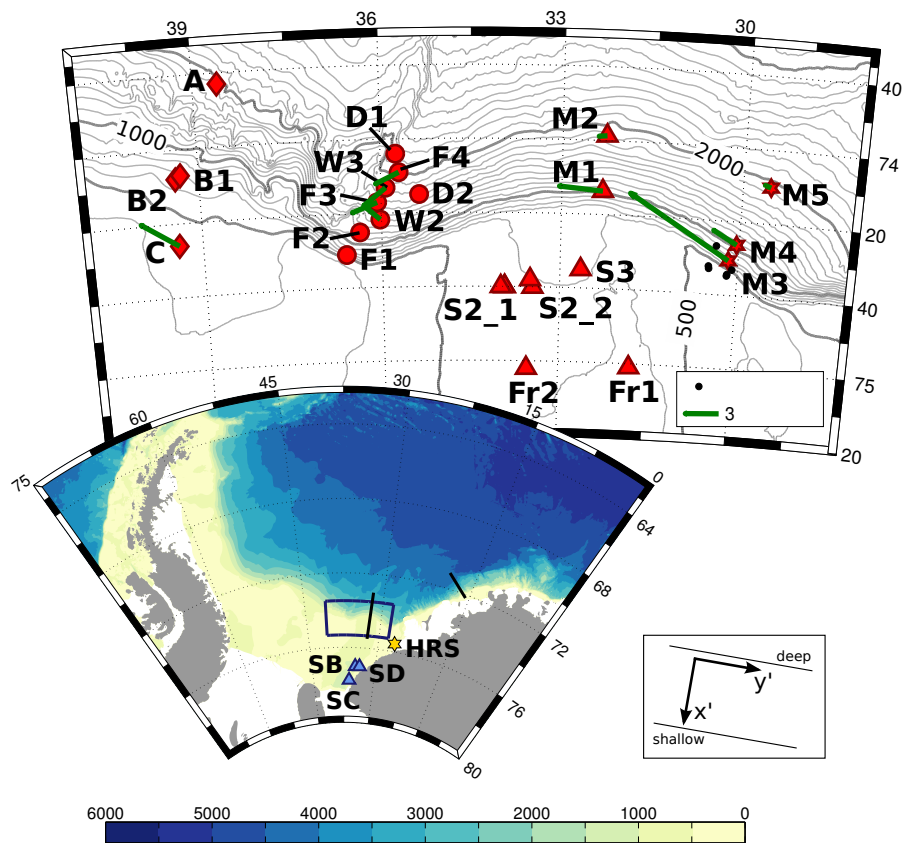 39
36
33
30
40
A
D1
M2
1000
2000
74
W3
F4
B1
F3
M1
M5
B2
D2
W2
20
F2
M4
C
F1
S3
M3
S2_1
S2_2
40
500
Fr2
Fr1
75
3
20
75
60
45
30
15
0
64
68
72
76
80
HRS
SB
SD
SC
deep
y'
x'
shallow
6000
5000
4000
3000
2000
1000
0